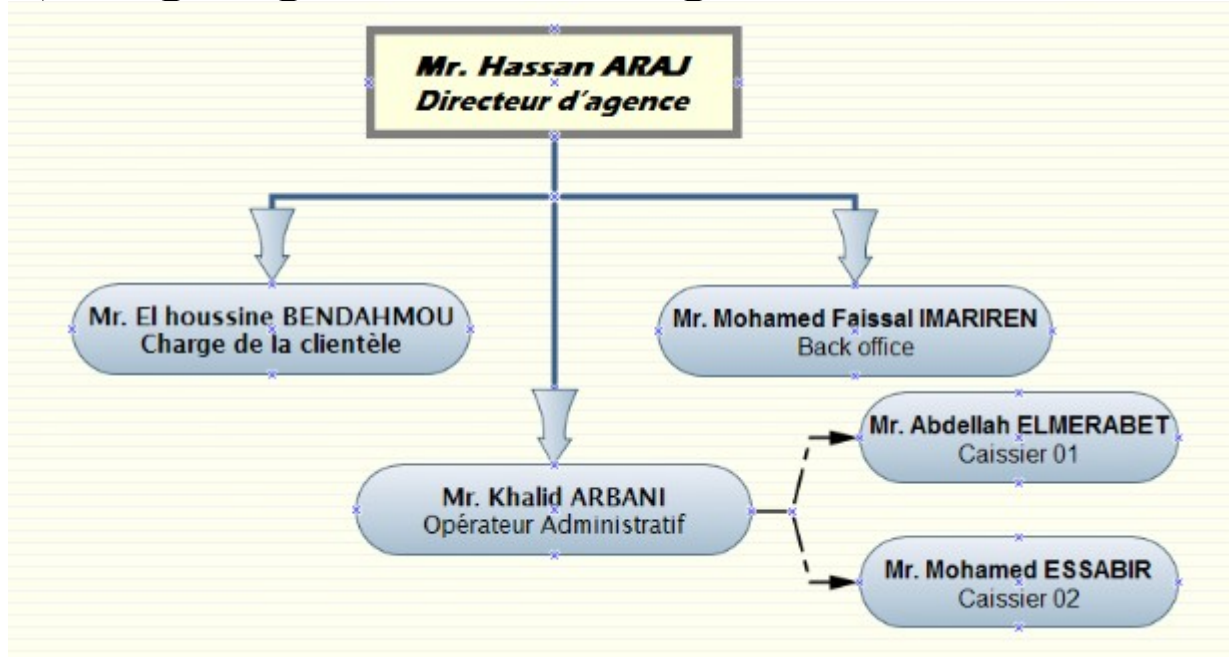 Mr. Hassan ARAJ
Directeur d'agence
Mr. El houssine BENDAHMOU
Charge de la clientèle
Mr. Mohamed Faissal IMARIREN
Back office
Mr. Abdellah ELMERABET
Caissier 01
Mr. Khalid ARBANI
Opérateur Administratif
Mr. Mohamed ESSABIR
Caissier 02